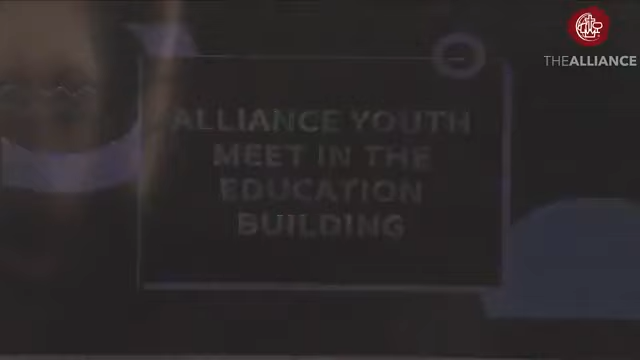 THEALLIANCE
ALLIANCE YOUTH
MEET IN THE
EDUCATION
BUILDING